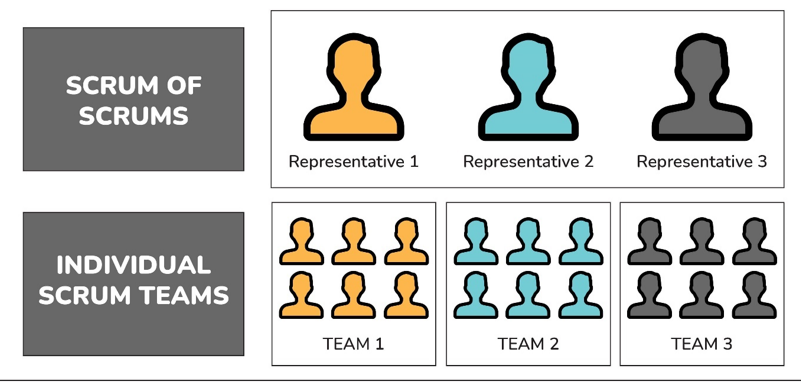 SCRUM OF
SCRUMS
Representative 1
Representative 2
Representative 3
INDIVIDUAL
SCRUM TEAMS
TEAM 1
TEAM 2
TEAM 3